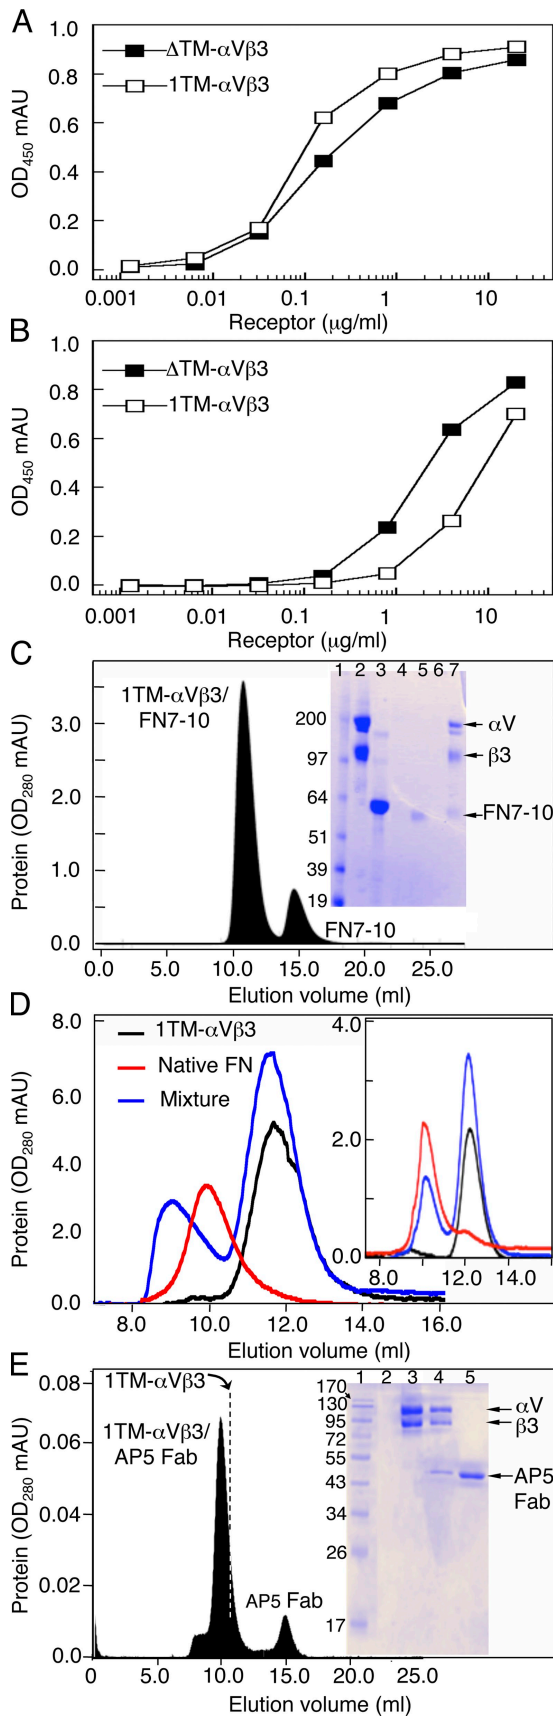 A
1.0
0.8
0.6
0.4
0.2
0.0
OD450 mAU
ΔTM-αVβ3
1TM-αVβ3
0.001 0.01 0.1 1 10
Receptor (μg/ml)
B
1.0
0.8
0.6
0.4
0.2
0.0
OD450 mAU
ΔTM-αVβ3
1TM-αVβ3
0.001 0.01 0.1 1 10
Receptor (μg/ml)
C
3.0
2.0
1.0
0.0
Protein (OD280 mAU)
1TM-αVβ3/
FN7-10
1 2 3 4 5 6 7
200
97
64
51
39
19
αV
β3
FN7-10
FN7-10
0.0 5.0 10.0 15.0 20.0 25.0
Elution volume (ml)
D
8.0
6.0
4.0
2.0
0.0
Protein (OD280 mAU)
1TM-αVβ3
Native FN
Mixture
4.0
2.0
0.0
8.0 12.0 16.0
8.0 10.0 12.0 14.0 16.0
Elution volume (ml)
E
0.08
0.06
0.04
0.02
0.0
Protein (OD280 mAU)
1TM-αVβ3
1TM-αVβ3/
AP5 Fab
AP5 Fab
1 2 3 4 5
170
130
95
72
55
43
34
26
17
αV
β3
AP5
Fab
0 5.0 10.0 15.0 20.0 25.0
Elution volume (ml)